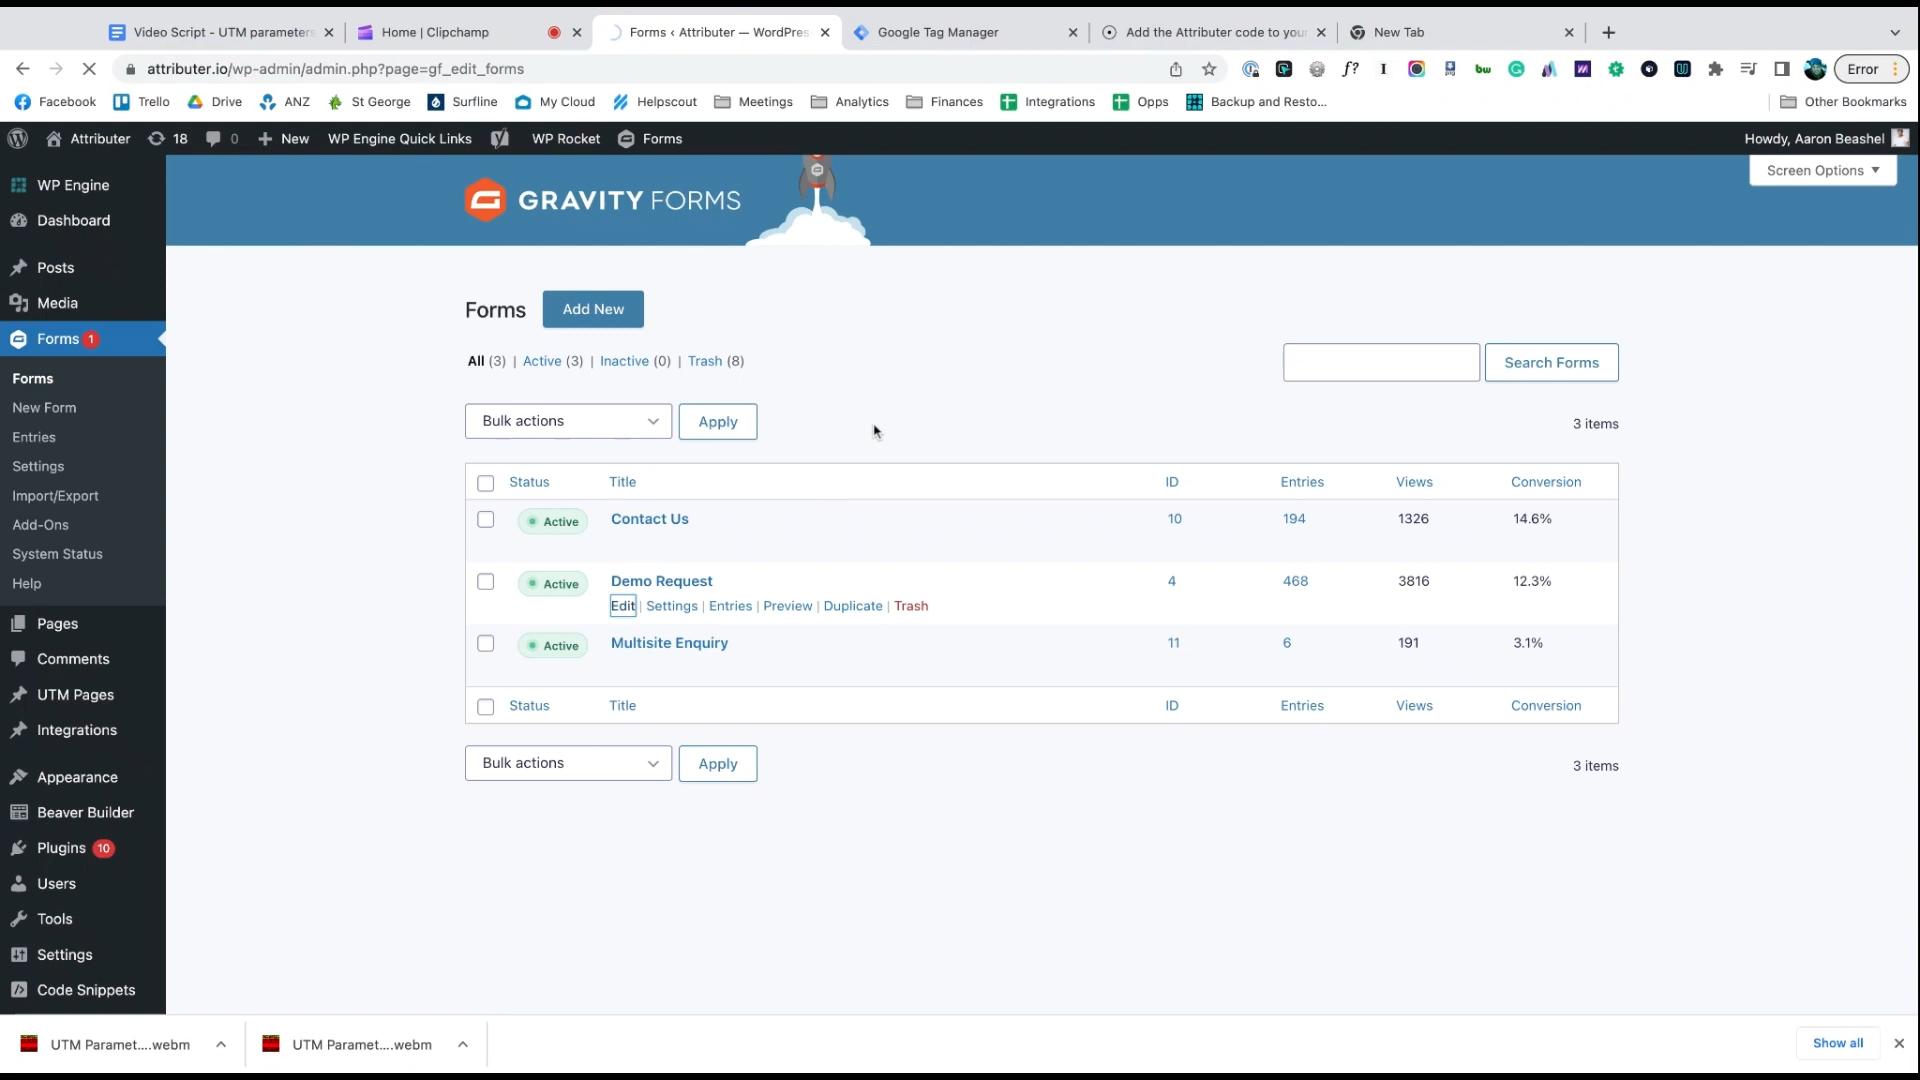 Video Script - UTM parameters
Home | Clipchamp
Forms ‹ Attributer — WordPres
Google Tag Manager
Add the Attributer code to your
New Tab
attributer.io/wp-admin/admin.php?page=gf_edit_forms
f?
I
bw
Error
Facebook
Trello
Drive
ANZ
St George
Surfline
My Cloud
Helpscout
Meetings
Analytics
Finances
Integrations
Opps
Backup and Resto...
Other Bookmarks
Attributer
18
0
New
WP Engine Quick Links
WP Rocket
Forms
Howdy, Aaron Beashel
Screen Options
WP Engine
Dashboard
Posts
Media
Forms 1
Forms
New Form
Entries
Settings
Import/Export
Add-Ons
System Status
Help
Pages
Comments
UTM Pages
Integrations
Appearance
Beaver Builder
Plugins 10
Users
Tools
Settings
Code Snippets
GRAVITY FORMS
Forms
Add New
All (3) | Active (3) | Inactive (0) | Trash (8)
Search Forms
Bulk actions
Apply
3 items
Status Title ID Entries Views Conversion
Active Contact Us 10 194 1326 14.6%
Active Demo Request 4 468 3816 12.3%
Edit | Settings | Entries | Preview | Duplicate | Trash
Active Multisite Enquiry 11 6 191 3.1%
Status Title ID Entries Views Conversion
Bulk actions
Apply
3 items
UTM Paramet....webm
UTM Paramet....webm
Show all